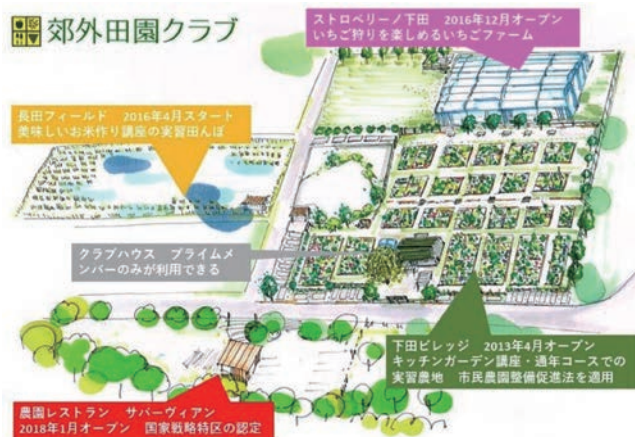 郊外田園クラブ
ストロベリーノ下田　2016年12月オープン
いちご狩りを楽しめるいちごファーム
長田フィールド　2016年4月スタート
美味しいお米作り講座の実習田んぼ
クラブハウス　プライムメ
ンバーのみが利用できる
下田ビレッジ　2013年4月オープン
キッチンガーデン講座・通年コースでの
実習農地　市民農園整備促進法を適用
農園レストラン　サバーヴィアン
2018年1月オープン　国家戦略特区の認定